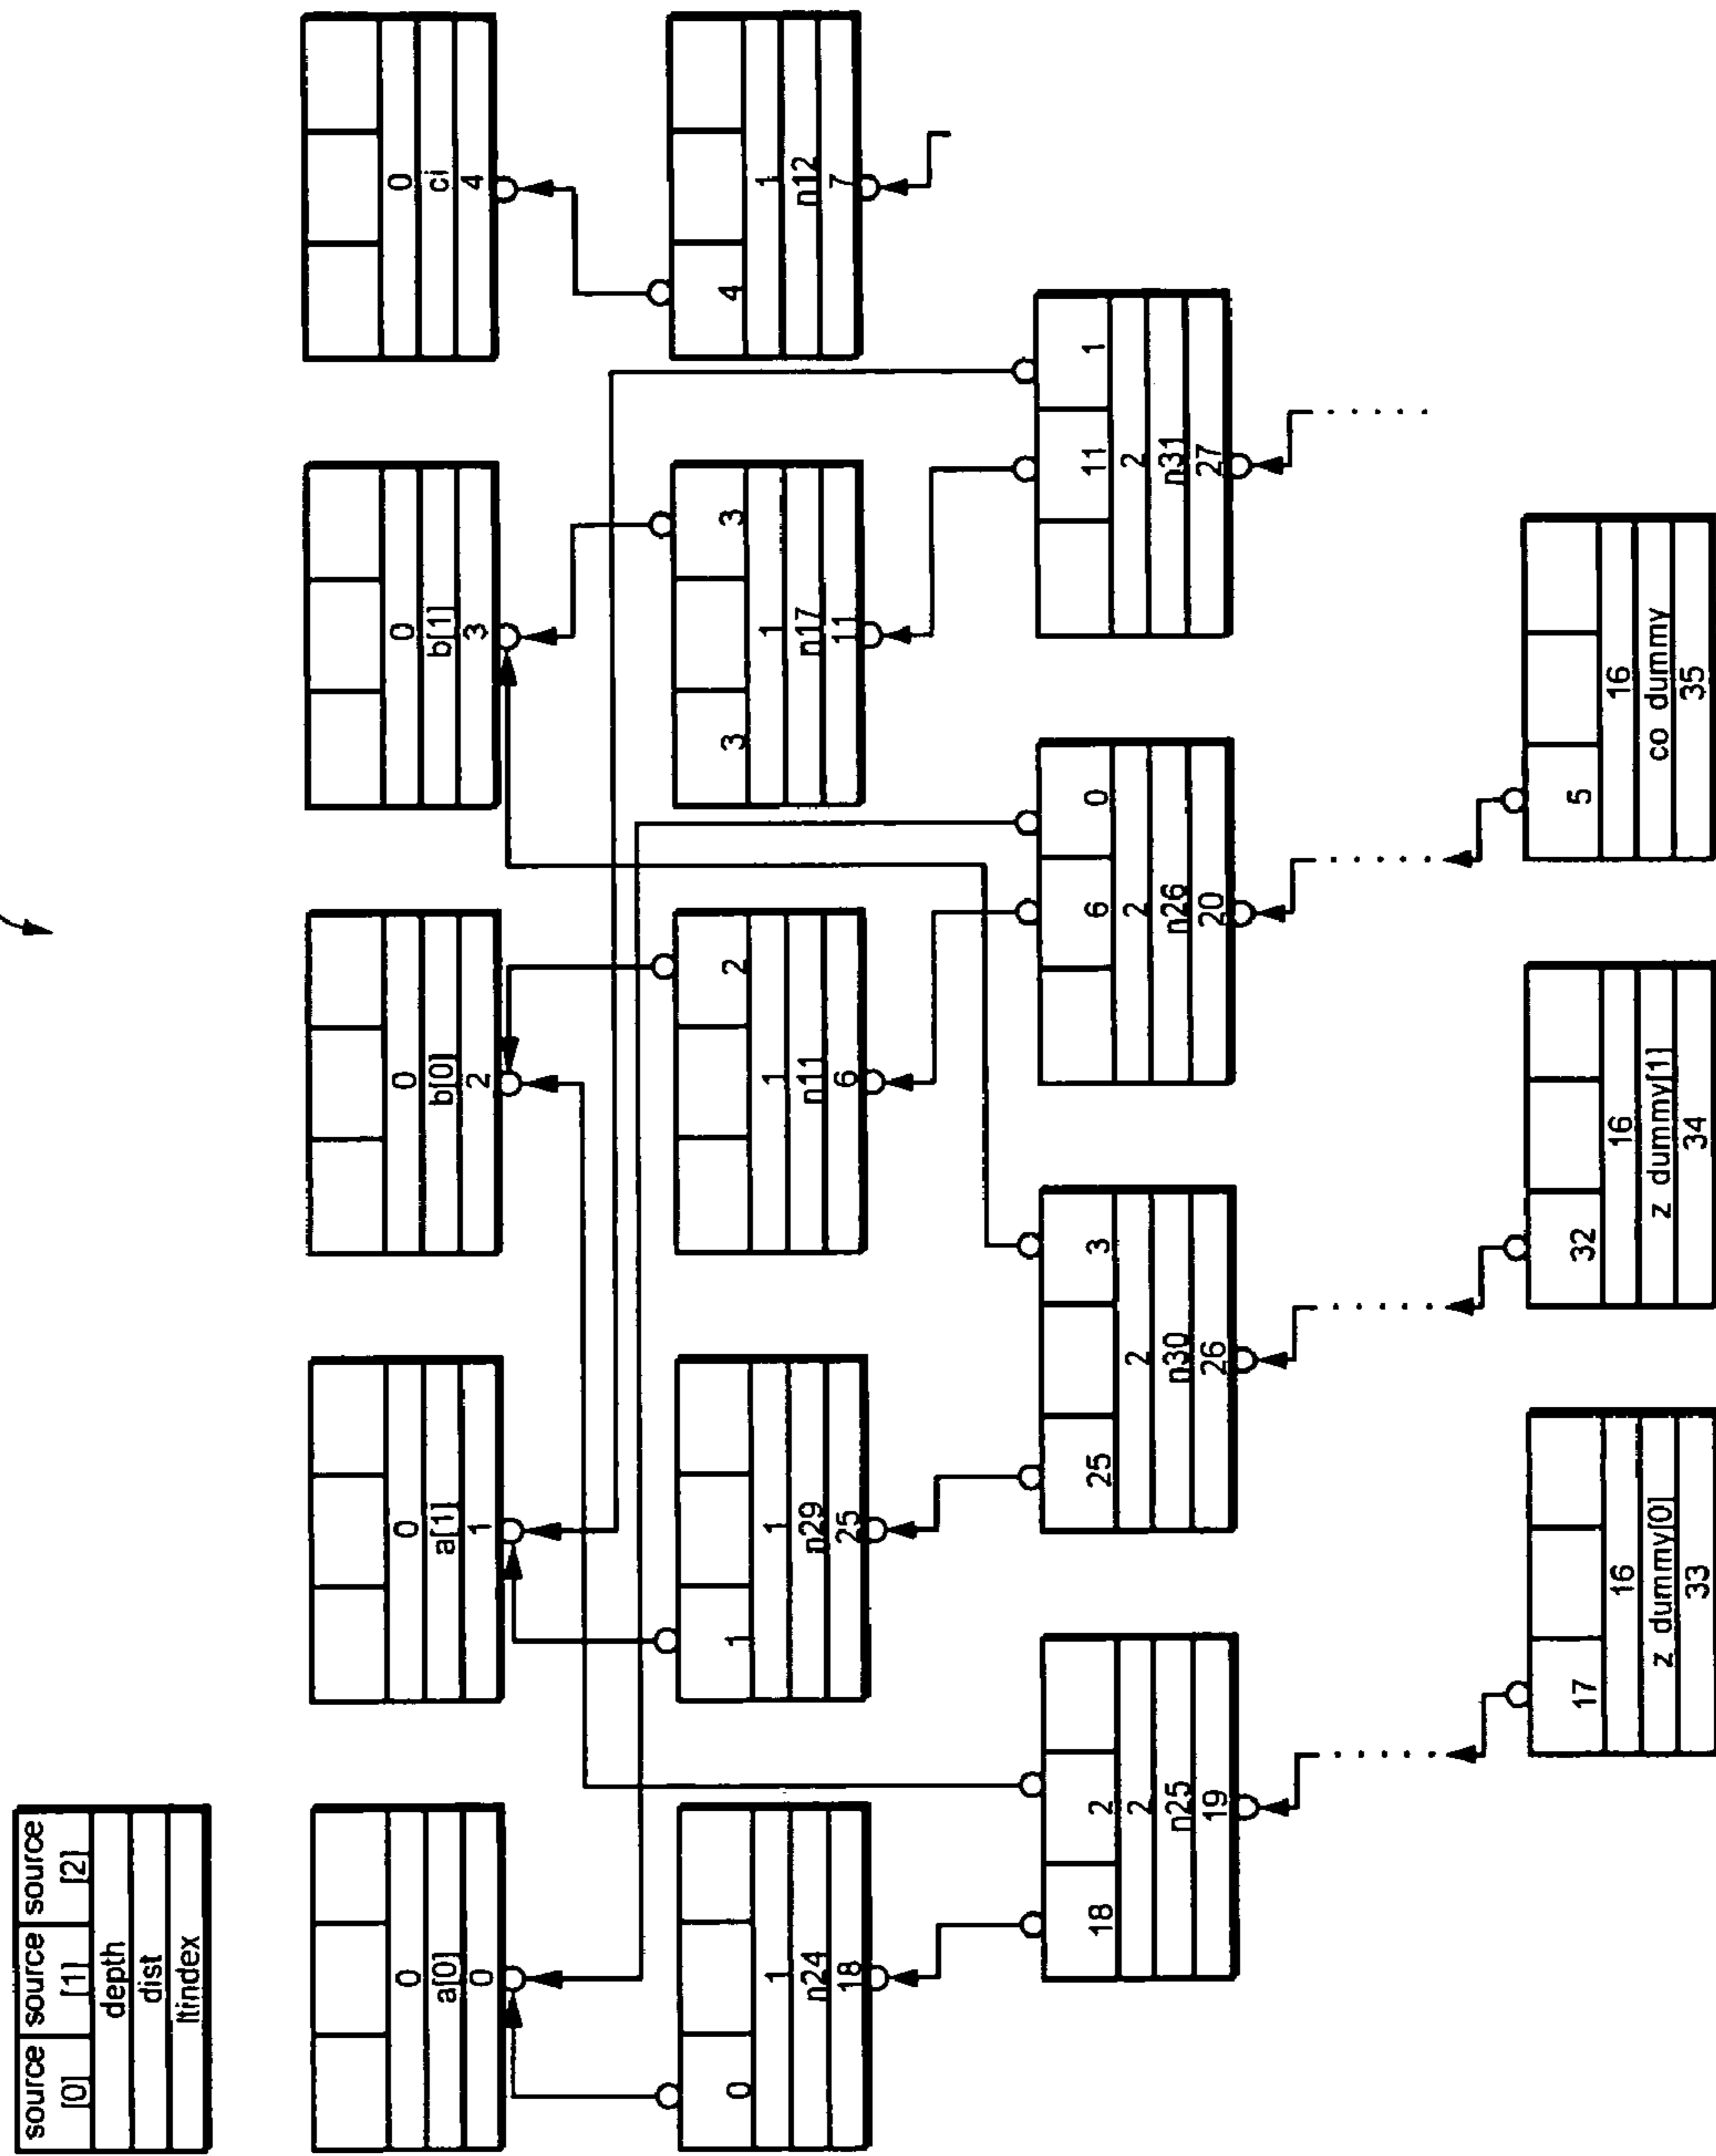 source source source
[0] [1] [2]
depth
dist
ltindex
0
a[0]
0
0
a[1]
1
0
b[0]
2
0
b[1]
3
0
ci
4
0
1
n24
18
1
1
n29
25
2
1
n11
6
3 3
1
n17
11
4
1
n12
7
18 2
2
n25
19
25 3
2
n30
26
6 0
2
n26
20
11 1
2
n31
27
17
16
z dummy[0]
33
32
16
z dummy[1]
34
5
16
co dummy
35